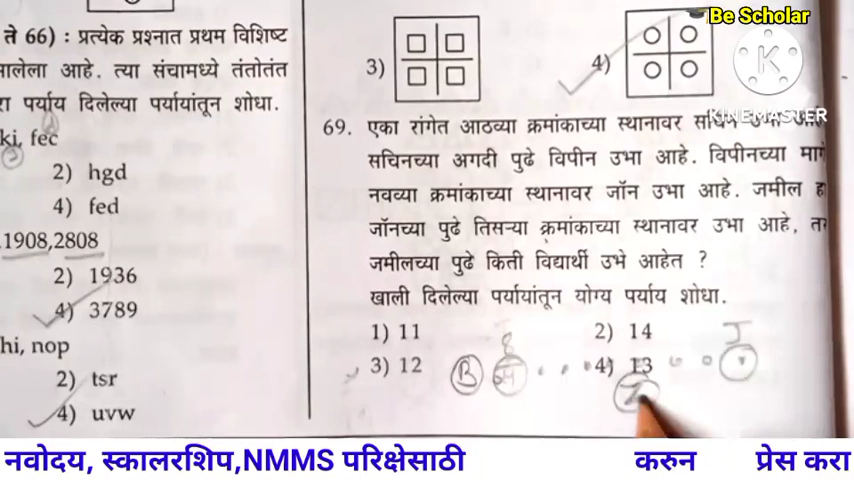 ते 66) : प्रत्येक प्रश्नात प्रथम विशिष्ट
आहे. त्या संचामध्ये तंतोतंत
पर्याय दिलेल्या पर्यायांतून शोधा.
ki, fec
2) hgd
4) fed
1908,2808
2) 1936
4) 3789
hi, nop
2) tsr
4) uvw
3)
4)
Be Scholar
KINEMASTER
69. एका रांगेत आठव्या क्रमांकाच्या स्थानावर सचिन उभा
सचिनच्या अगदी पुढे विपीन उभा आहे. विपीनच्या मागे
नवव्या क्रमांकाच्या स्थानावर जॉन उभा आहे. जमील हा
जॉनच्या पुढे तिसऱ्या क्रमांकाच्या स्थानावर उभा आहे, तर
जमीलच्या पुढे किती विद्यार्थी उभे आहेत ?
खाली दिलेल्या पर्यायांतून योग्य पर्याय शोधा.
1) 11
2) 14
3) 12
4) 13
8
J
B
नवोदय, स्कालरशिप,NMMS परिक्षेसाठी
करुन
प्रेस करा